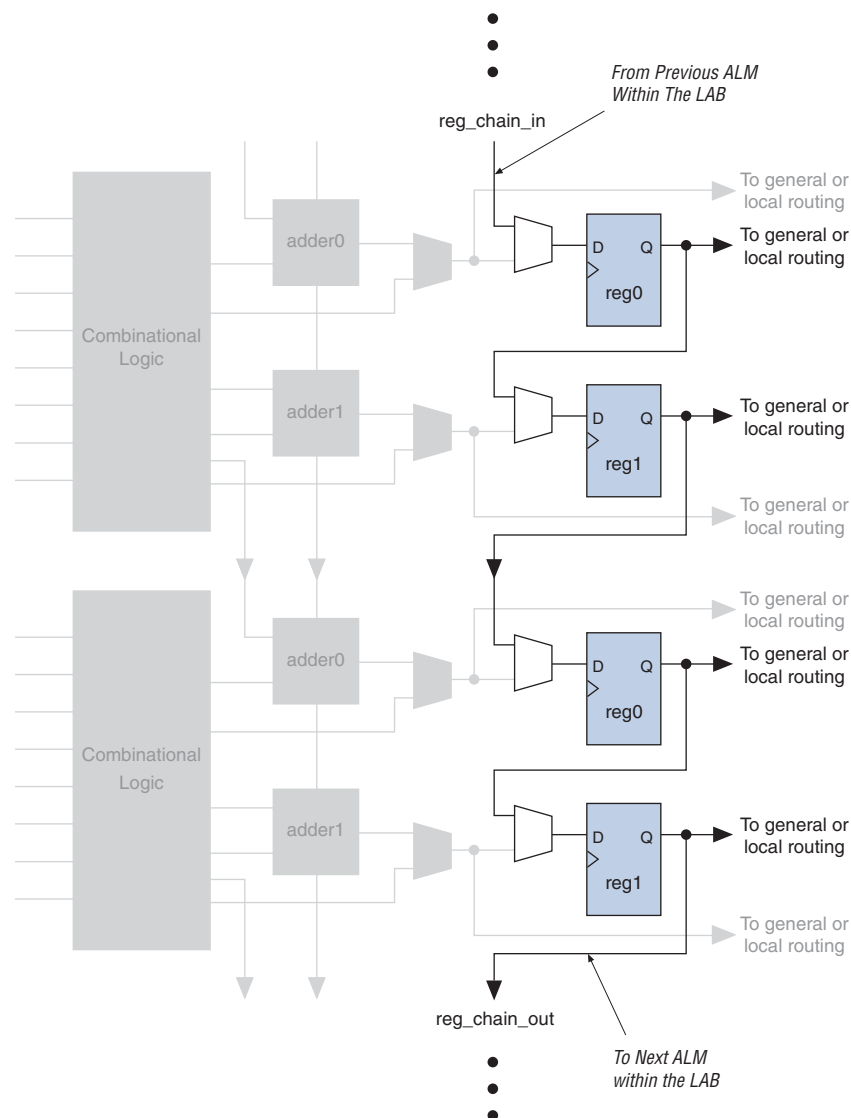 From Previous ALM
Within The LAB
reg_chain_in
To general or
local routing
adder0
D Q
reg0
To general or
local routing
Combinational
Logic
adder1
D Q
reg1
To general or
local routing
To general or
local routing
To general or
local routing
adder0
D Q
reg0
To general or
local routing
Combinational
Logic
adder1
D Q
reg1
To general or
local routing
To general or
local routing
reg_chain_out
To Next ALM
within the LAB